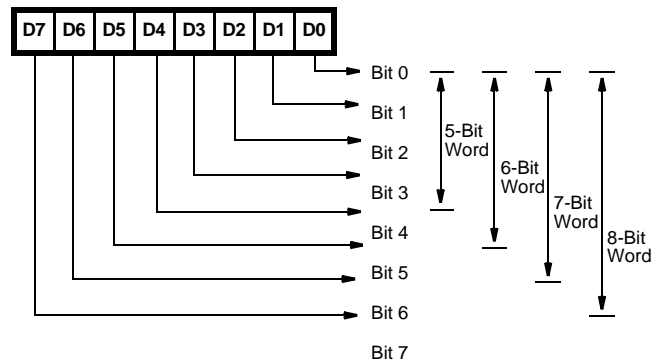 D7 D6 D5 D4 D3 D2 D1 D0
Bit 0
Bit 1
Bit 2
Bit 3
Bit 4
Bit 5
Bit 6
Bit 7
5-Bit
Word
6-Bit
Word
7-Bit
Word
8-Bit
Word